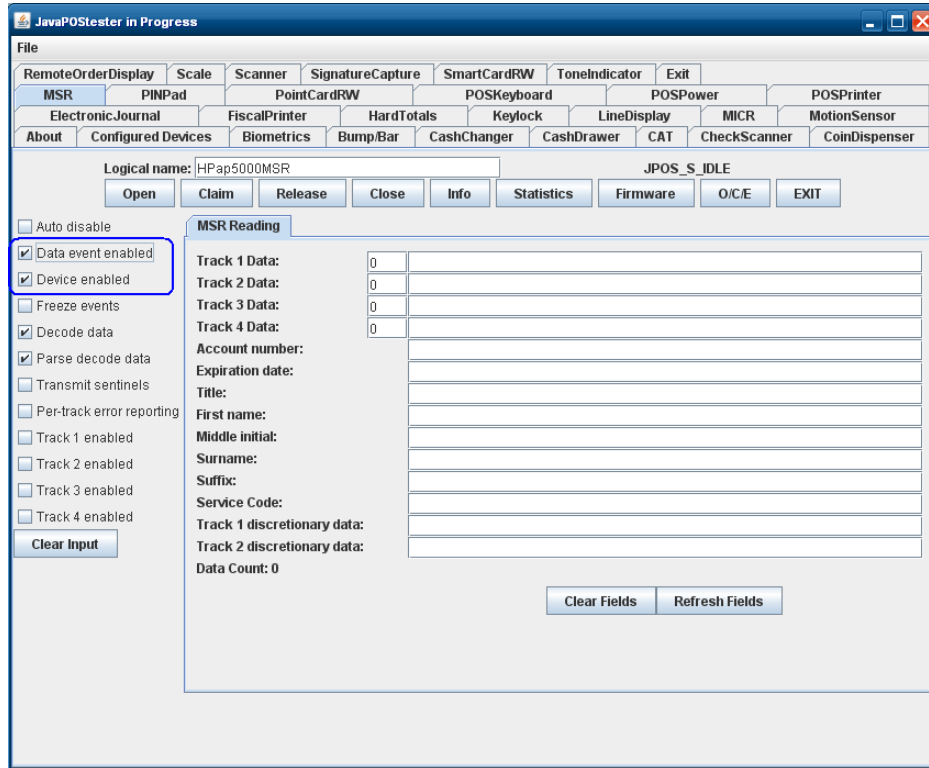 JavaPOStester in Progress
File
RemoteOrderDisplay Scale Scanner SignatureCapture SmartCardRW ToneIndicator Exit
MSR PINPad PointCardRW POSKeyboard POSPower POSPrinter
ElectronicJournal FiscalPrinter HardTotals Keylock LineDisplay MICR MotionSensor
About Configured Devices Biometrics Bump/Bar CashChanger CashDrawer CAT CheckScanner CoinDispenser
Logical name: HPap5000MSR JPOS_S_IDLE
Open Claim Release Close Info Statistics Firmware O/C/E EXIT
Auto disable
Data event enabled
Device enabled
Freeze events
Decode data
Parse decode data
Transmit sentinels
Per-track error reporting
Track 1 enabled
Track 2 enabled
Track 3 enabled
Track 4 enabled
Clear Input
MSR Reading
Track 1 Data: 0
Track 2 Data: 0
Track 3 Data: 0
Track 4 Data: 0
Account number:
Expiration date:
Title:
First name:
Middle initial:
Surname:
Suffix:
Service Code:
Track 1 discretionary data:
Track 2 discretionary data:
Data Count: 0
Clear Fields Refresh Fields